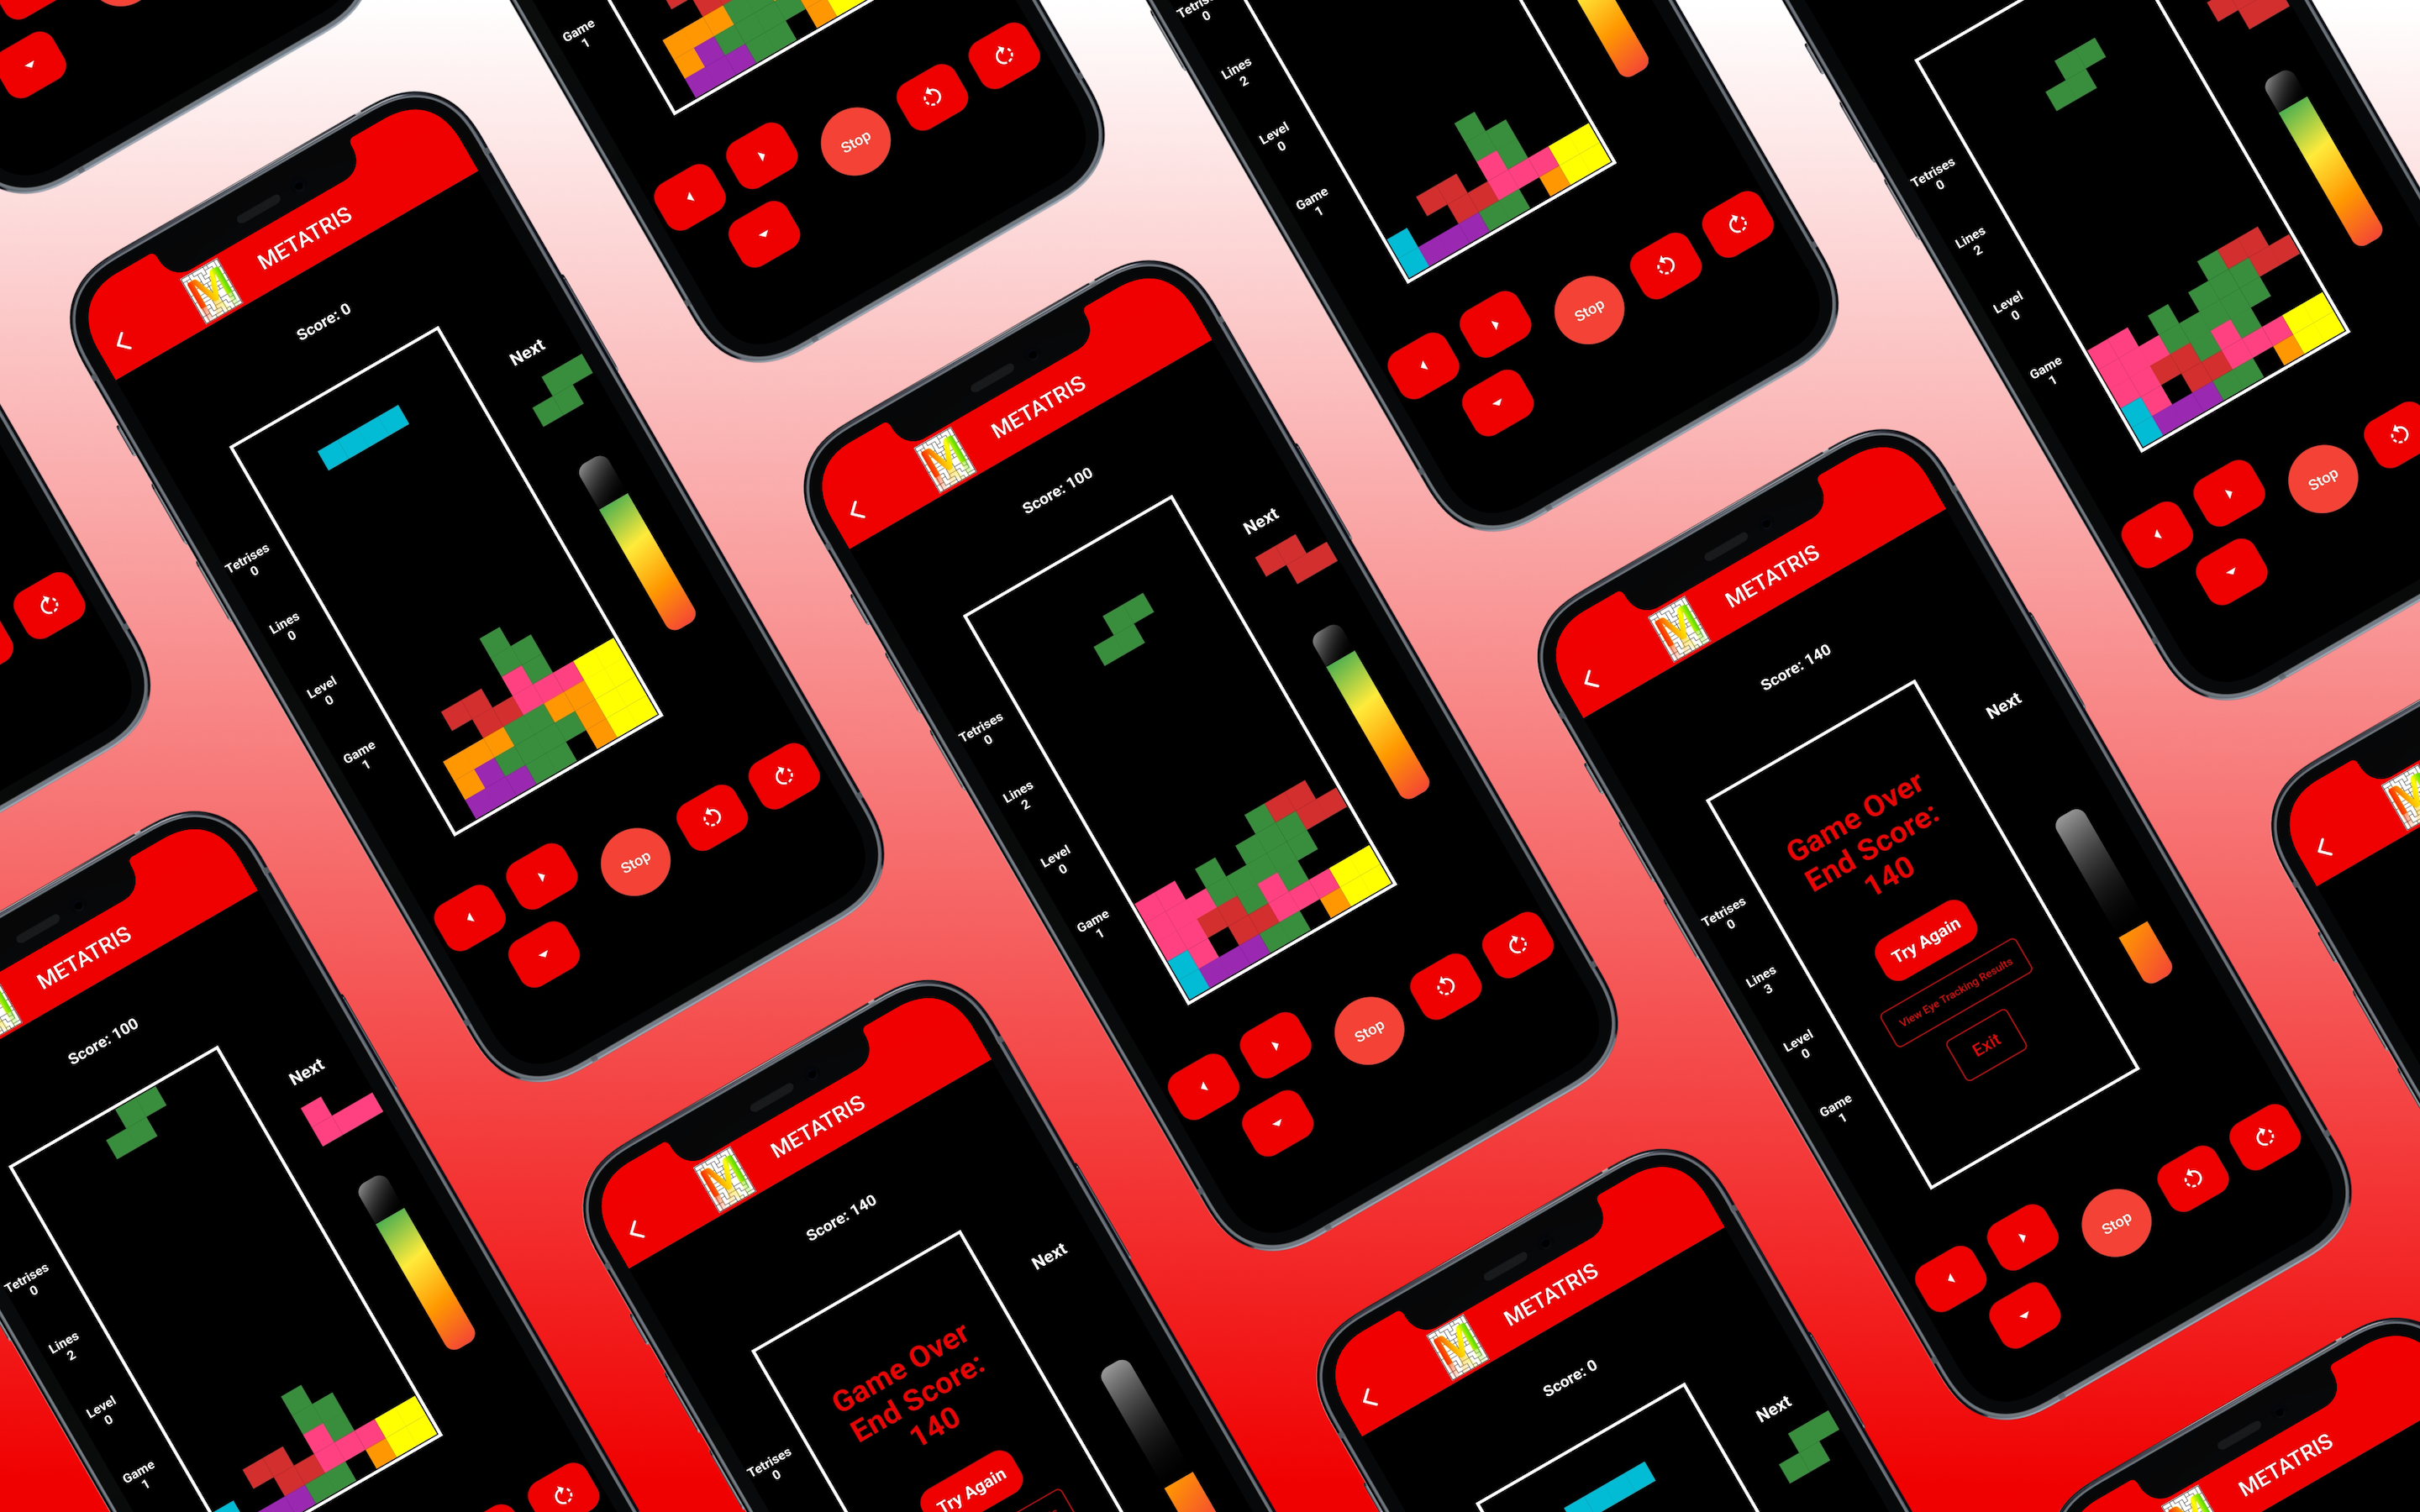 Game
1
Stop
Tetrises
0
Lines
2
Level
0
Game
1
Stop
Tetrises
0
Lines
2
Level
0
Game
1
Stop
METATRIS
Score: 0
Next
Tetrises
0
Lines
0
Level
0
Game
1
Stop
METATRIS
Score: 100
Next
Tetrises
0
Lines
2
Level
0
Game
1
Stop
METATRIS
Score: 140
Next
Game Over
End Score:
140
Try Again
View Eye Tracking Results
Exit
Tetrises
0
Lines
3
Level
0
Game
1
Stop
METATRIS
Score: 100
Next
Tetrises
0
Lines
2
Level
0
Game
1
METATRIS
Score: 140
Next
Game Over
End Score:
140
Try Again
Tetrises
0
METATRIS
Score: 0
Next
METATRIS